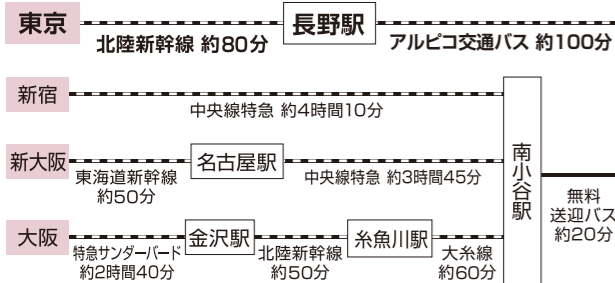 東京
長野駅
北陸新幹線 約80分
アルピコ交通バス 約100分
新宿
中央線特急 約4時間10分
新大阪
名古屋駅
東海道新幹線
約50分
中央線特急 約3時間45分
大阪
金沢駅
糸魚川駅
特急サンダーバード
約2時間40分
北陸新幹線
約50分
大糸線
約60分
南小谷駅
無料
送迎バス
約20分